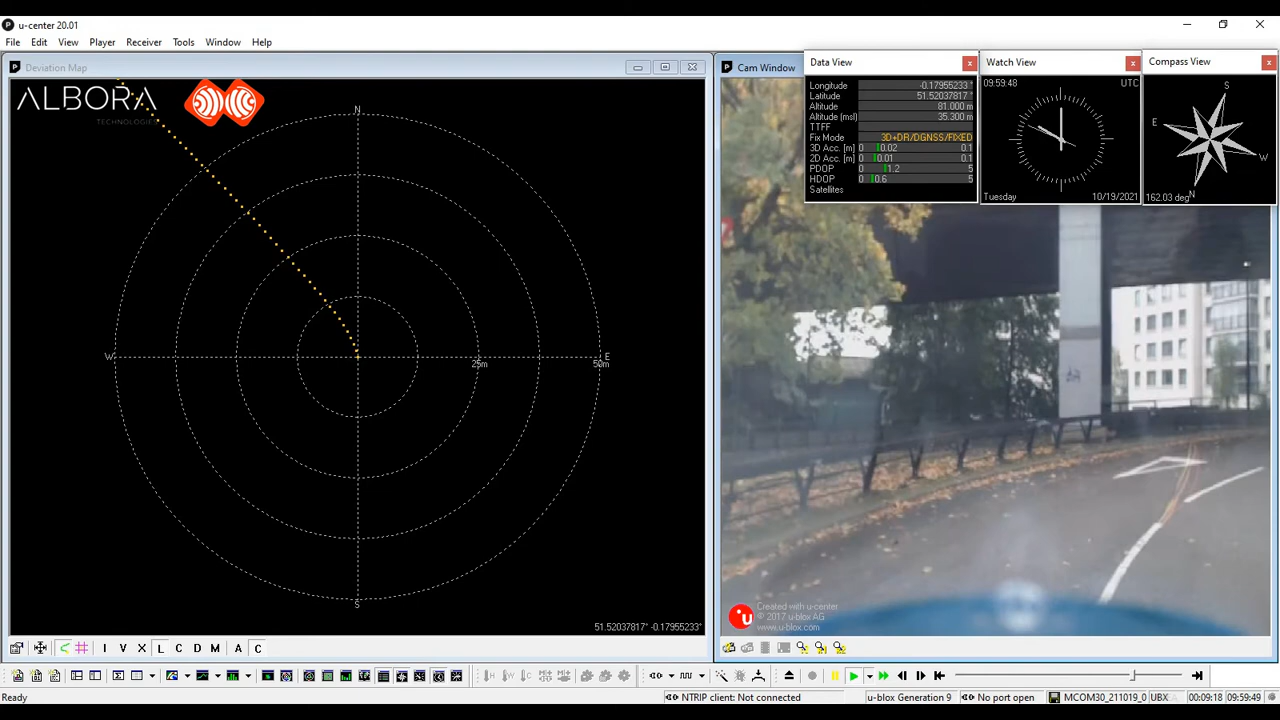 u-center 20.01
File Edit View Player Receiver Tools Window Help
Deviation Map
ALBORA
TECHNOLOGIES
N
W
E
S
25m
50m
51.52037817° -0.17955233°
Cam Window
Data View
Longitude -0.17955233 °
Latitude 51.52037817 °
Altitude 81.000 m
Altitude (msl) 35.300 m
TTFF
Fix Mode 3D+DR/DGNSS/FIXED
3D Acc. [m] 0 0.02 0.1
2D Acc. [m] 0 0.01 0.1
PDOP 0 1.2 5
HDOP 0 0.6 5
Satellites
Watch View
09:59:48 UTC
Tuesday 10/19/2021
Compass View
S
E
W
N
162.03 deg
Created with u-center
© 2017 u-blox AG
www.u-blox.com
I V X L C D M A C
Ready
NTRIP client: Not connected
u-blox Generation 9
No port open
MCOM30_211019_0
UBX
00:09:18
09:59:49